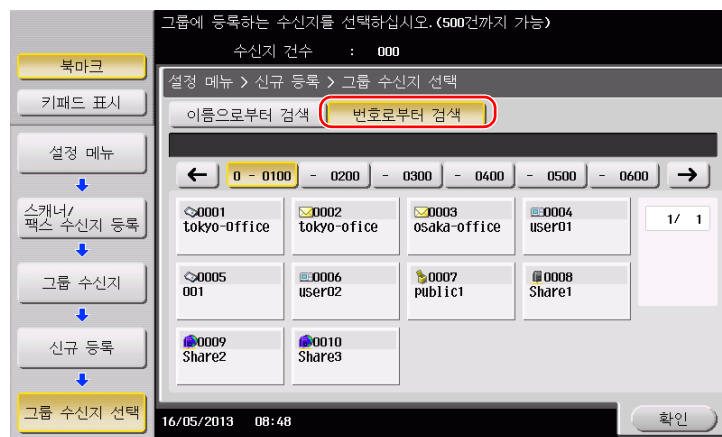 그룹에 등록하는 수신지를 선택하십시오.(500건까지 가능)
수신지 건수 : 000
북마크
키패드 표시
설정 메뉴
스캐너/
팩스 수신지 등록
그룹 수신지
신규 등록
그룹 수신지 선택
설정 메뉴 > 신규 등록 > 그룹 수신지 선택
이름으로부터 검색
번호로부터 검색
← 0 - 0100 - 0200 - 0300 - 0400 - 0500 - 0600 →
0001 0002 0003 0004
tokyo-Office tokyo-ofice osaka-office user01
1/ 1
0005 0006 0007 0008
001 user02 public1 Share1
0009 0010
Share2 Share3
16/05/2013 08:48
확인